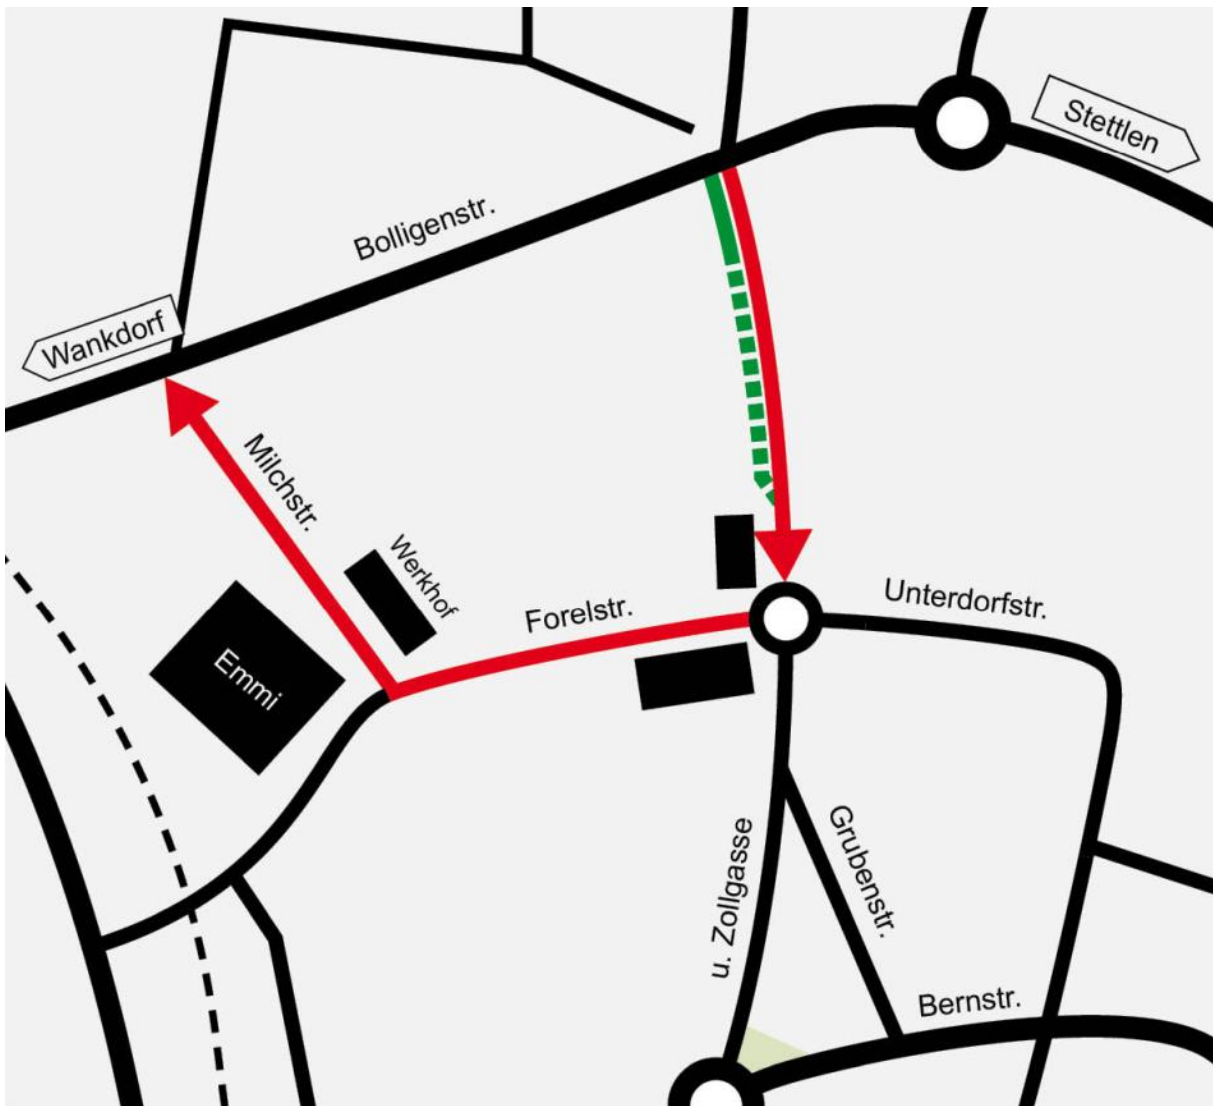 Stettlen
Bolligenstr.
Wankdorf
Milchstr.
Werkhof
Forelstr.
Unterdorfstr.
Emmi
u. Zollgasse
Grubenstr.
Bernstr.